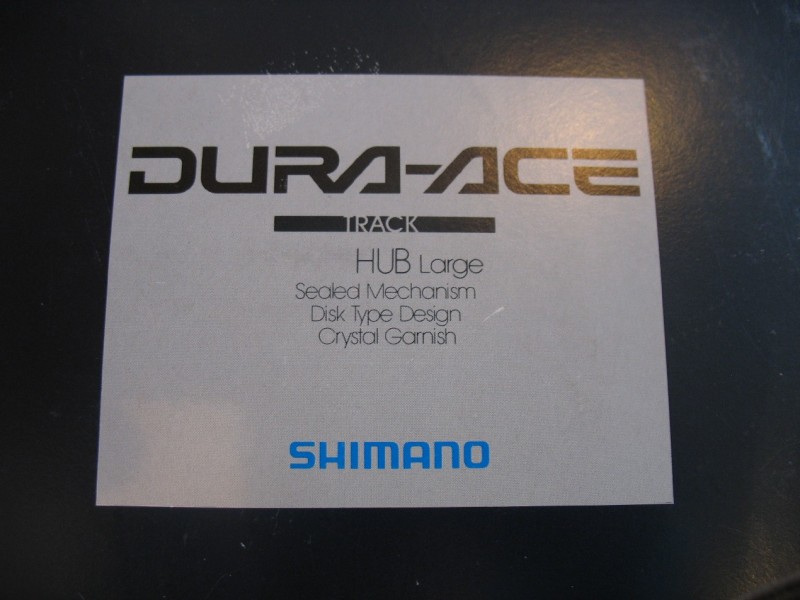 DURA-ACE
TRACK
HUB Large
Sealed Mechanism
Disk Type Design
Crystal Garnish
SHIMANO